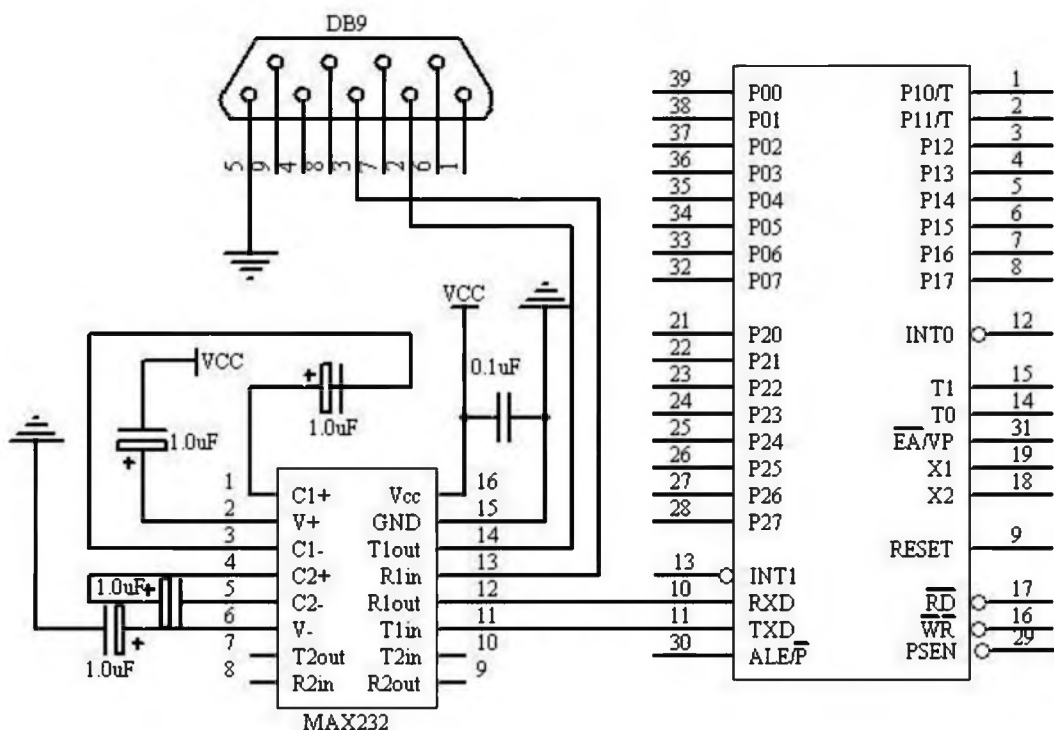 DB9
5 9 4 8 3 7 2 6 1
VCC
VCC
0.1uF
1.0uF
+
1.0uF
+
1.0uF
+
1.0uF
+
1 C1+ Vcc 16
2 V+ GND 15
3 C1- T1out 14
4 C2+ R1in 13
5 C2- R1out 12
6 V- T1in 11
7 T2out T2in 10
8 R2in R2out 9
MAX232
39 P00 P10/T 1
38 P01 P11/T 2
37 P02 P12 3
36 P03 P13 4
35 P04 P14 5
34 P05 P15 6
33 P06 P16 7
32 P07 P17 8
21 P20 INT0 12
22 P21
23 P22 T1 15
24 P23 T0 14
25 P24 E̅A̅/VP 31
26 P25 X1 19
27 P26 X2 18
28 P27
RESET 9
13 INT1
10 RXD R̅D̅ 17
11 TXD W̅R̅ 16
30 ALE/P̅ PSEN 29